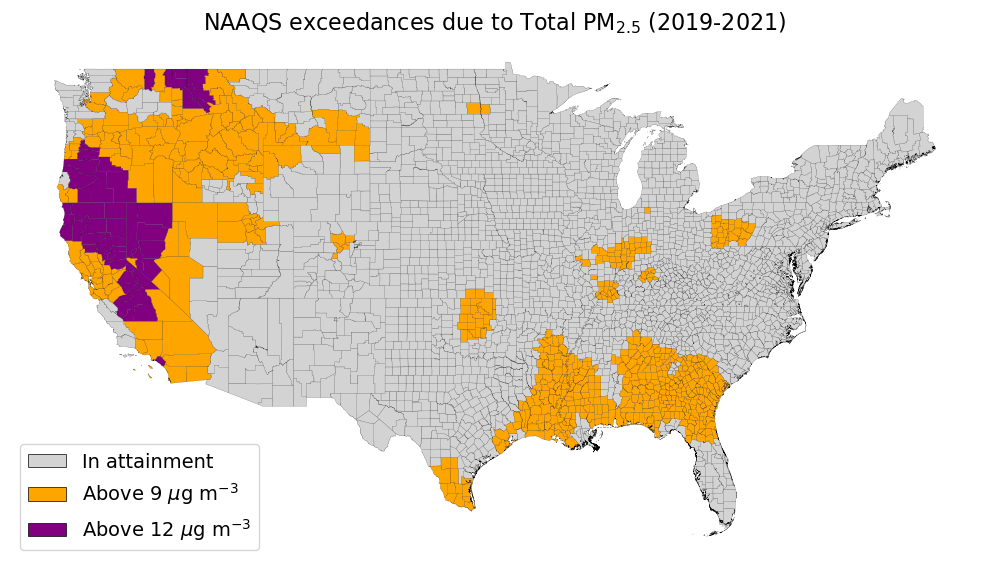 NAAQS exceedances due to Total PM₂.₅ (2019-2021)
In attainment
Above 9 μg m⁻³
Above 12 μg m⁻³